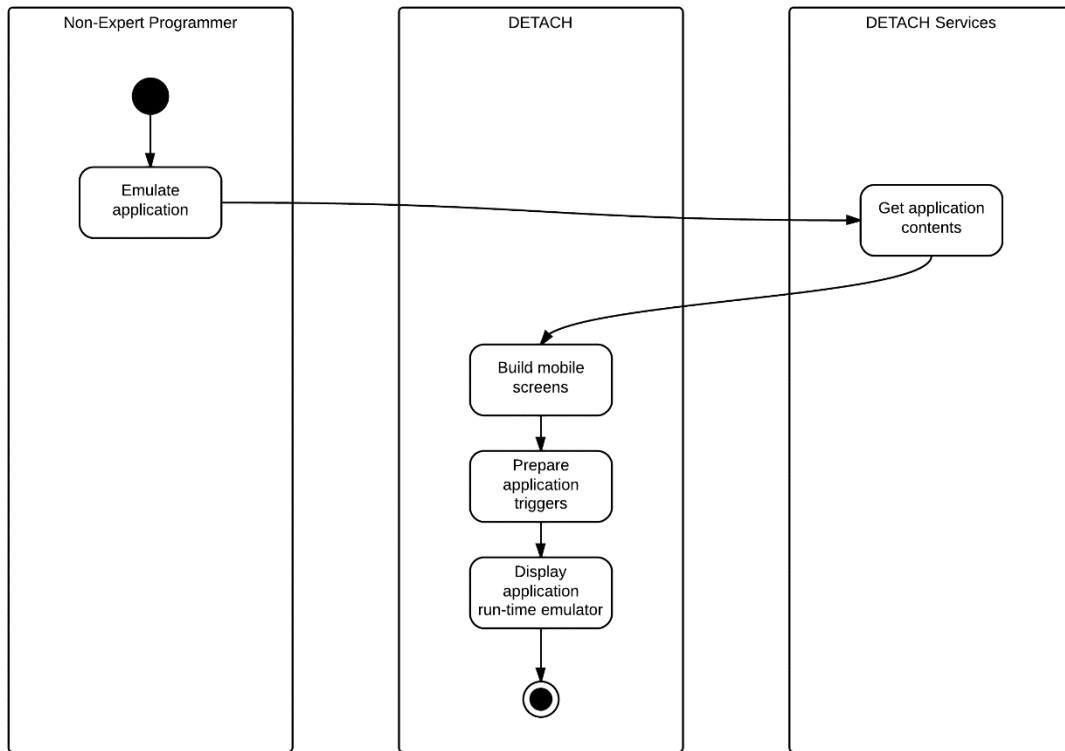 Non-Expert Programmer
DETACH
DETACH Services
Emulate
application
Get application
contents
Build mobile
screens
Prepare
application
triggers
Display
application
run-time emulator